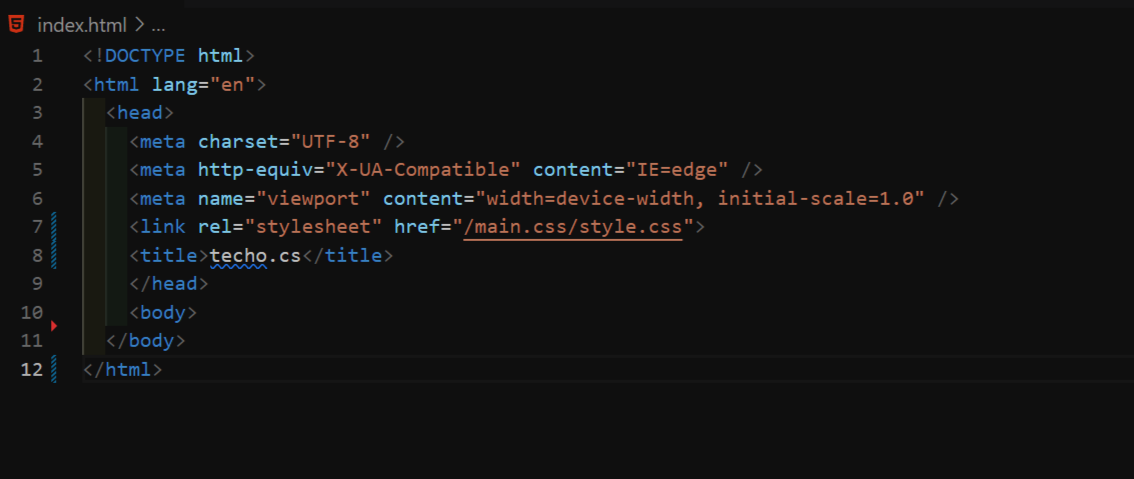 index.html > ...
1 <!DOCTYPE html>
2 <html lang="en">
3 <head>
4 <meta charset="UTF-8" />
5 <meta http-equiv="X-UA-Compatible" content="IE=edge" />
6 <meta name="viewport" content="width=device-width, initial-scale=1.0" />
7 <link rel="stylesheet" href="/main.css/style.css">
8 <title>techo.cs</title>
9 </head>
10 <body>
11 </body>
12 </html>